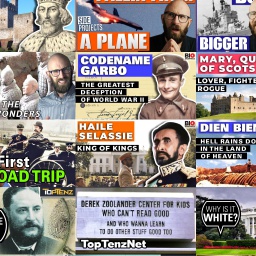 SIDE
PROJECTS
A PLANE
BIGGER
CODENAME
GARBO
BIO
THE GREATEST
DECEPTION
OF WORLD WAR II
MARY, QU
OF SCOTS
LOVER, FIGHTE
ROGUE
THE
ONDERS
HAILE
SELASSIE
KING OF KINGS
BIO
DIEN BIEN
HELL RAINS DO
IN THE LAND
OF HEAVEN
First
OAD TRIP
TOPTENZ
DEREK ZOOLANDER CENTER FOR KIDS
WHO CAN'T READ GOOD
AND WHO WANNA LEARN
TO DO OTHER STUFF GOOD TOO
TopTenzNet
WHY IS IT
WHITE?